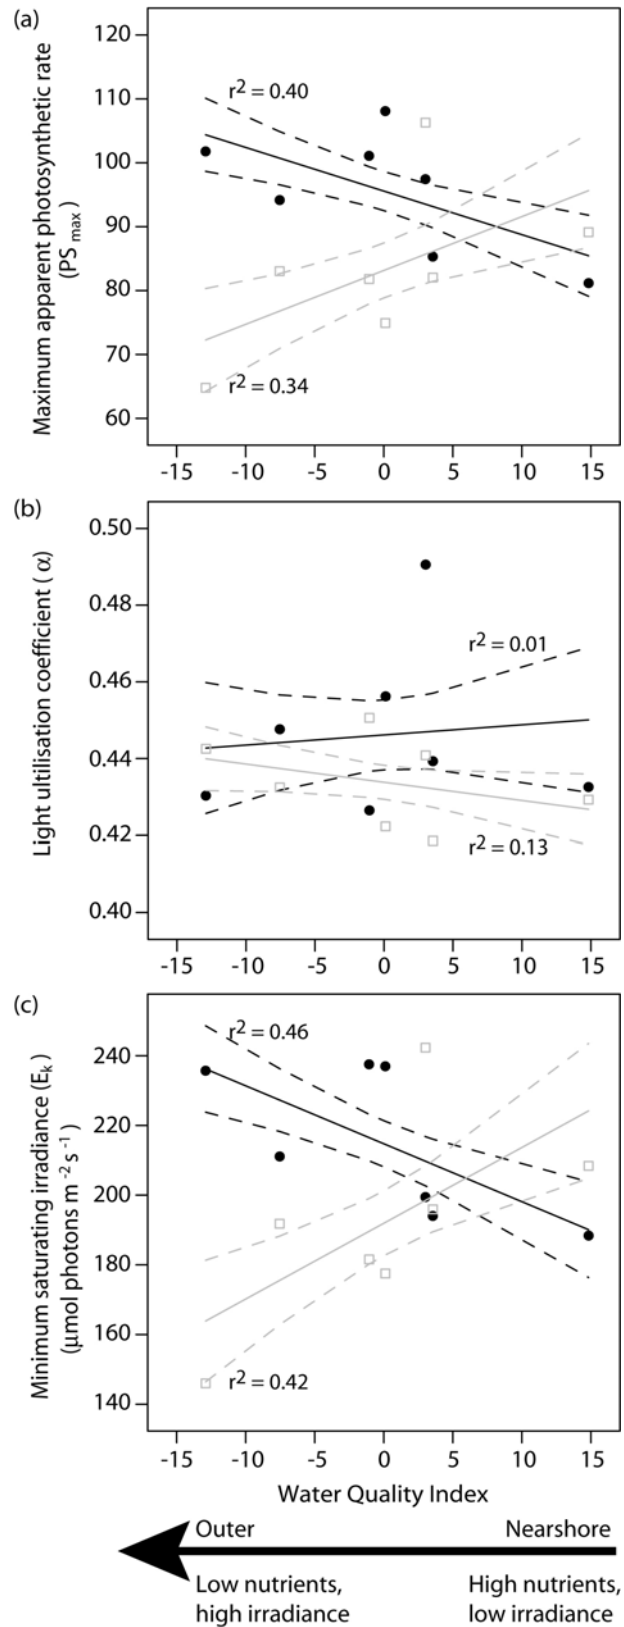 (a)
Maximum apparent photosynthetic rate
(PS max)
120
110
100
90
80
70
60
r2 = 0.40
r2 = 0.34
-15 -10 -5 0 5 10 15
(b)
Light ultilisation coefficient ( α )
0.50
0.48
0.46
0.44
0.42
0.40
r2 = 0.01
r2 = 0.13
-15 -10 -5 0 5 10 15
(c)
Minimum saturating irradiance (Ek)
(µmol photons m-2 s-1)
240
220
200
180
160
140
r2 = 0.46
r2 = 0.42
-15 -10 -5 0 5 10 15
Water Quality Index
Outer Nearshore
Low nutrients, High nutrients,
high irradiance low irradiance